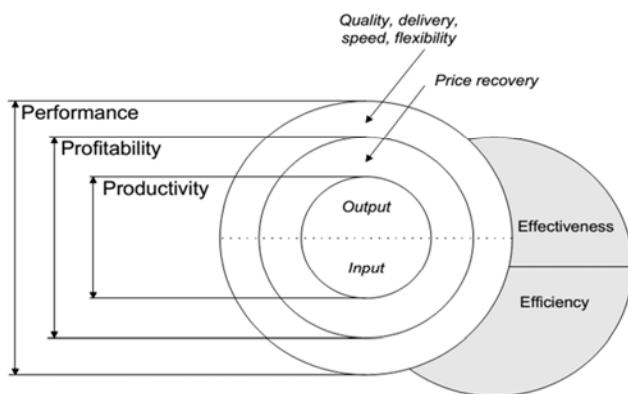 Quality, delivery,
speed, flexibility
Price recovery
Performance
Profitability
Productivity
Output
Input
Effectiveness
Efficiency